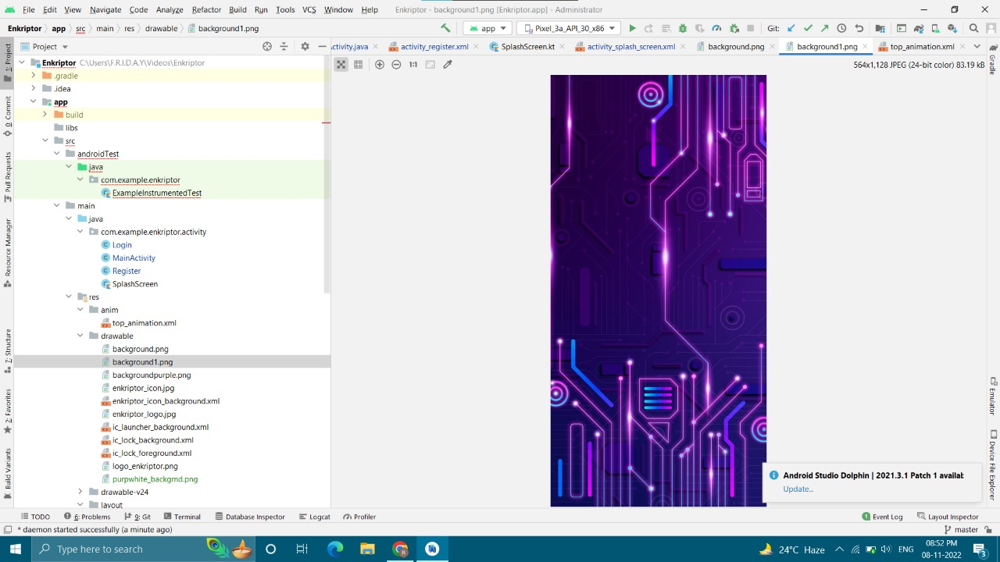 File Edit View Navigate Code Analyze Refactor Build Run Tools VCS Window Help Enkriptor - background1.png [Enkriptor.app] - Administrator
Enkriptor app src main res drawable background1.png app Pixel_3a_API_30_x86 Git:
1: Project Project ctivity.java activity_register.xml SplashScreen.kt activity_splash_screen.xml background.png background1.png top_animation.xml Gradle
Enkriptor C:\Users\F.R.I.D.A.Y\Videos\Enkriptor 1:1 564x1,128 JPEG (24-bit color) 83.19 kB
.gradle
.idea
app
build
libs
src
androidTest
java
com.example.enkriptor
ExampleInstrumentedTest
main
java
com.example.enkriptor.activity
Login
MainActivity
Register
SplashScreen
res
anim
top_animation.xml
drawable
background.png
background1.png
backgroundpurple.png
enkriptor_icon.jpg
enkriptor_icon_background.xml
enkriptor_logo.jpg
ic_launcher_background.xml
ic_lock_background.xml
ic_lock_foreground.xml
logo_enkriptor.png
purpwhite_backgrnd.png
drawable-v24
layout
0: Commit
Pull Requests
Resource Manager
Z: Structure
2: Favorites
Build Variants
Emulator
Device File Explorer
Android Studio Dolphin | 2021.3.1 Patch 1 availat
Update...
TODO 6: Problems 9: Git Terminal Database Inspector Logcat Profiler 1 Event Log Layout Inspector
* daemon started successfully (a minute ago) master
Type here to search 24°C Haze ENG 08:52 PM
08-11-2022 3